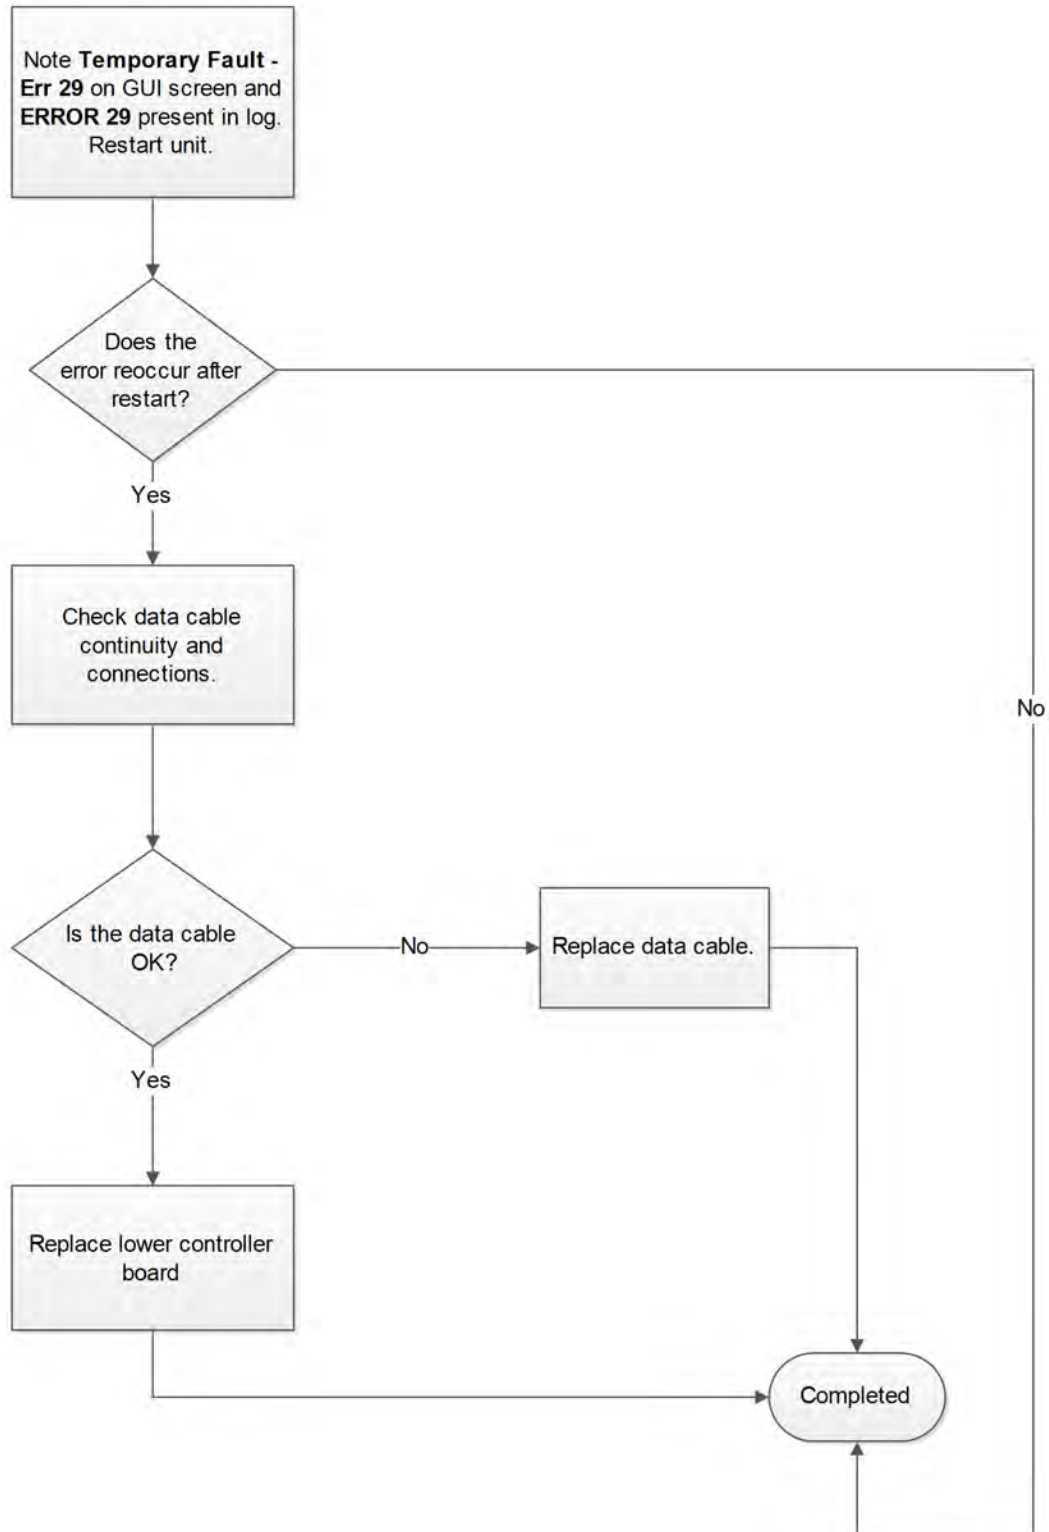 Note Temporary Fault -
Err 29 on GUI screen and
ERROR 29 present in log.
Restart unit.
Does the
error reoccur after
restart?
Yes
No
Check data cable
continuity and
connections.
Is the data cable
OK?
No
Replace data cable.
Yes
Replace lower controller
board
Completed